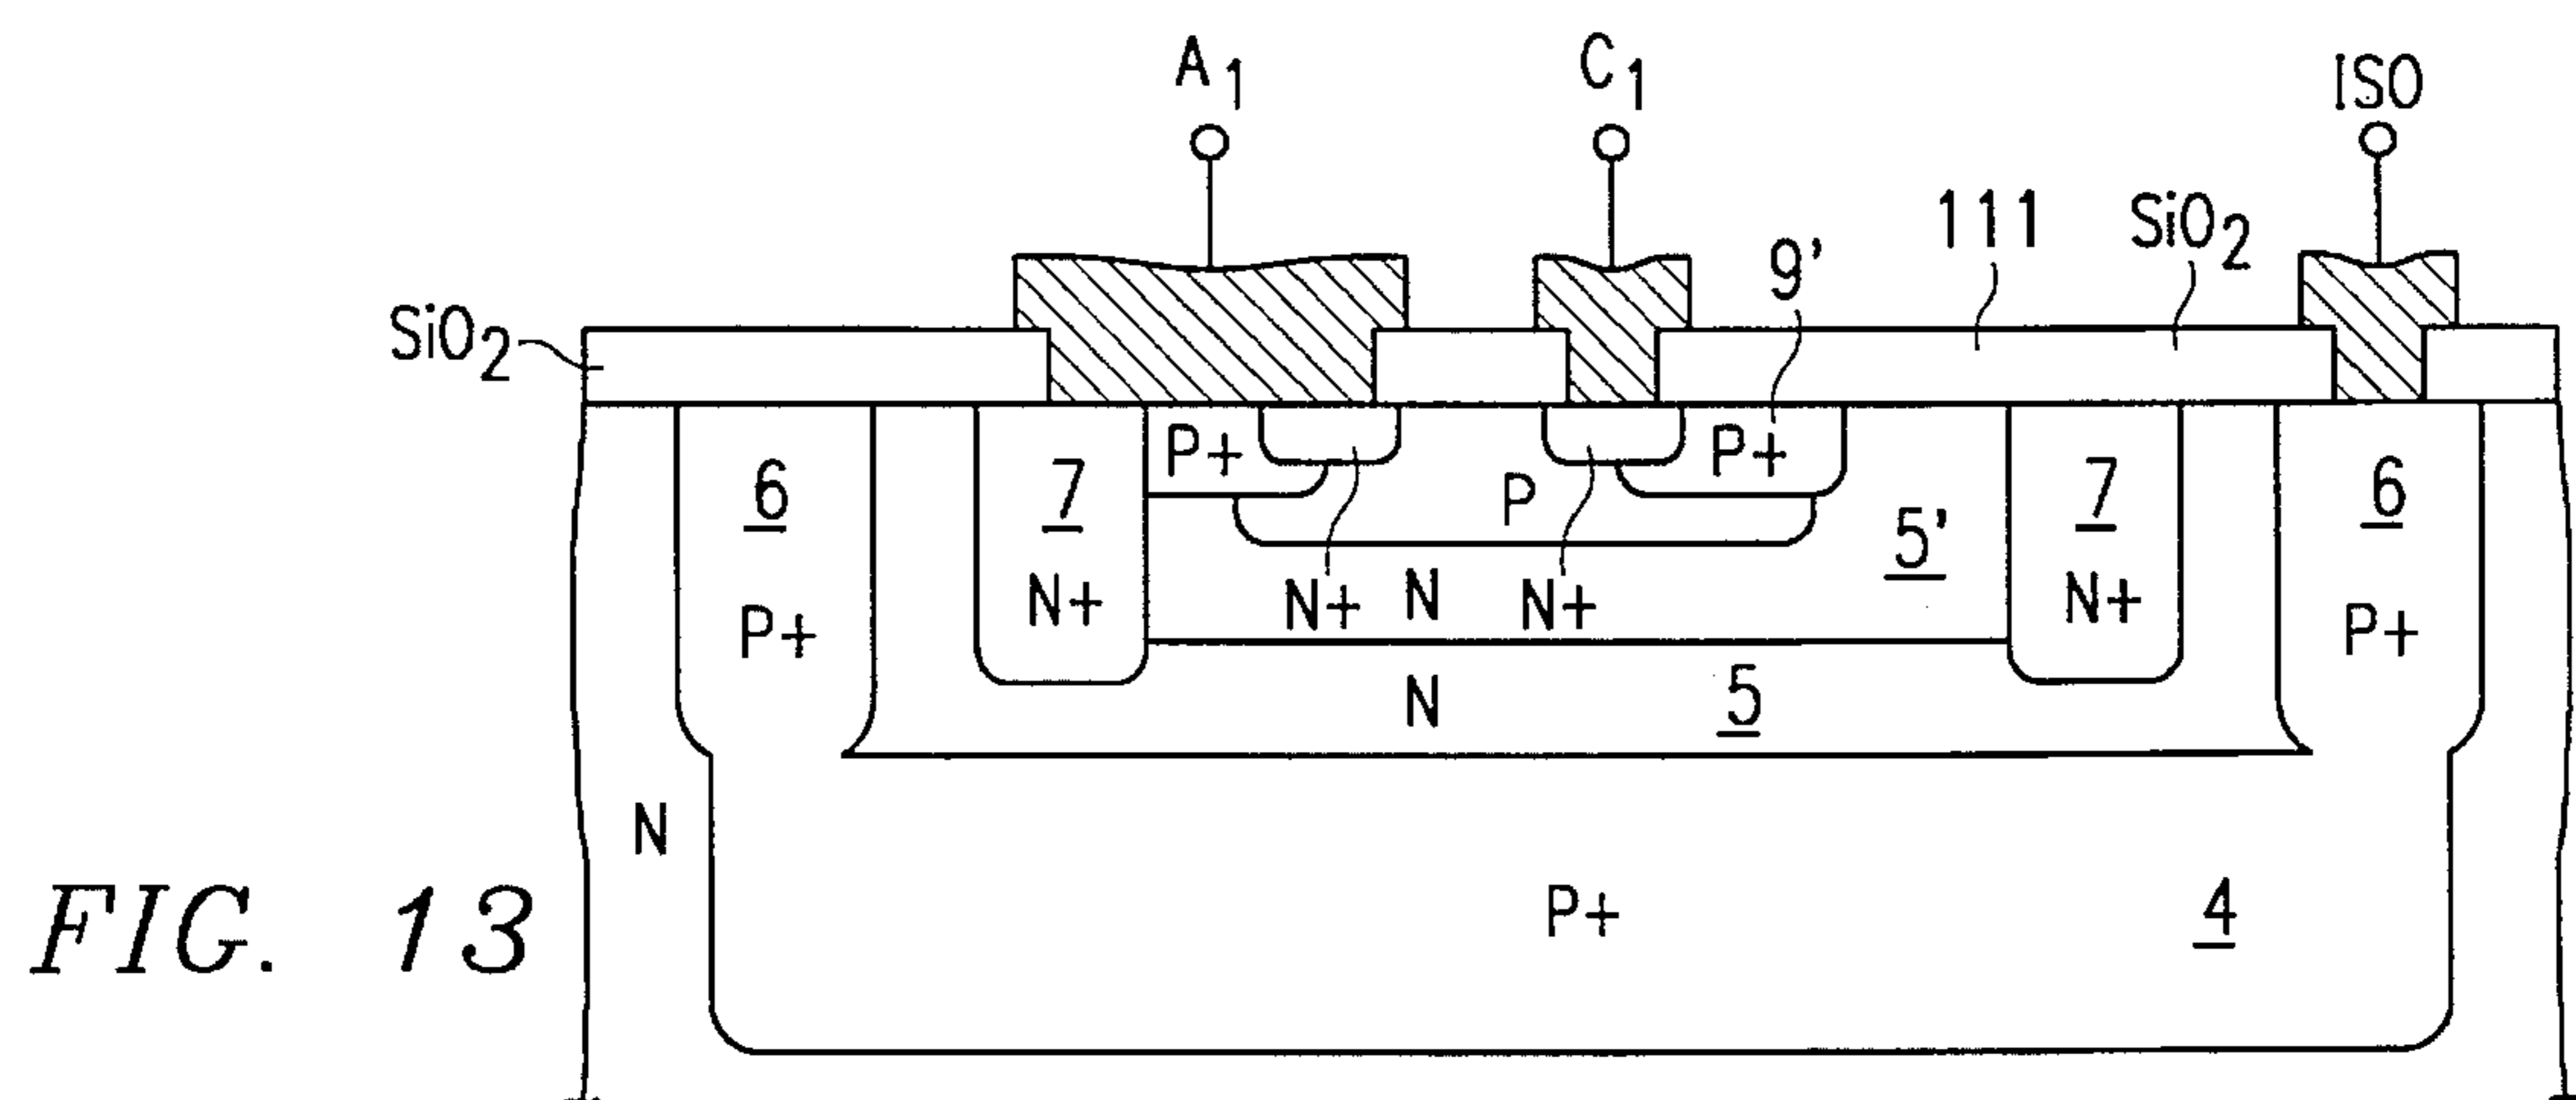 A1 C1 ISO
111 SiO2
9'
SiO2
P+ P+
6 7 P 7 6
5'
N+ N+ N N+ N+
P+ P+
N 5
N
P+ 4
FIG. 13